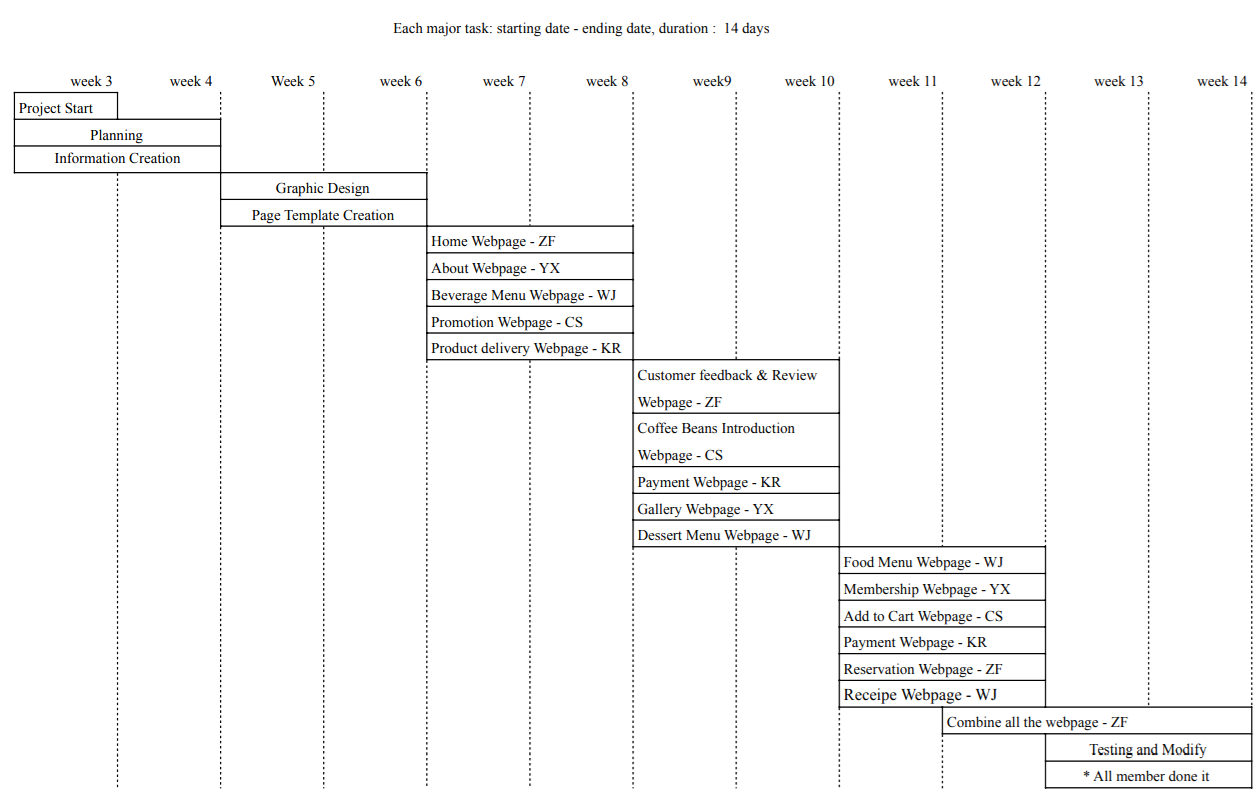 Each major task: starting date - ending date, duration : 14 days
week 3 week 4 Week 5 week 6 week 7 week 8 week9 week 10 week 11 week 12 week 13 week 14
Project Start
Planning
Information Creation
Graphic Design
Page Template Creation
Home Webpage - ZF
About Webpage - YX
Beverage Menu Webpage - WJ
Promotion Webpage - CS
Product delivery Webpage - KR
Customer feedback & Review
Webpage - ZF
Coffee Beans Introduction
Webpage - CS
Payment Webpage - KR
Gallery Webpage - YX
Dessert Menu Webpage - WJ
Food Menu Webpage - WJ
Membership Webpage - YX
Add to Cart Webpage - CS
Payment Webpage - KR
Reservation Webpage - ZF
Receipe Webpage - WJ
Combine all the webpage - ZF
Testing and Modify
* All member done it